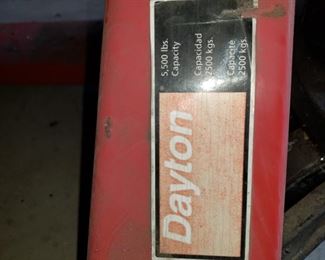 Dayton
5,500 lbs.
Capacity
Capacidad
2500 kgs.
Capacité
2500 kgs.